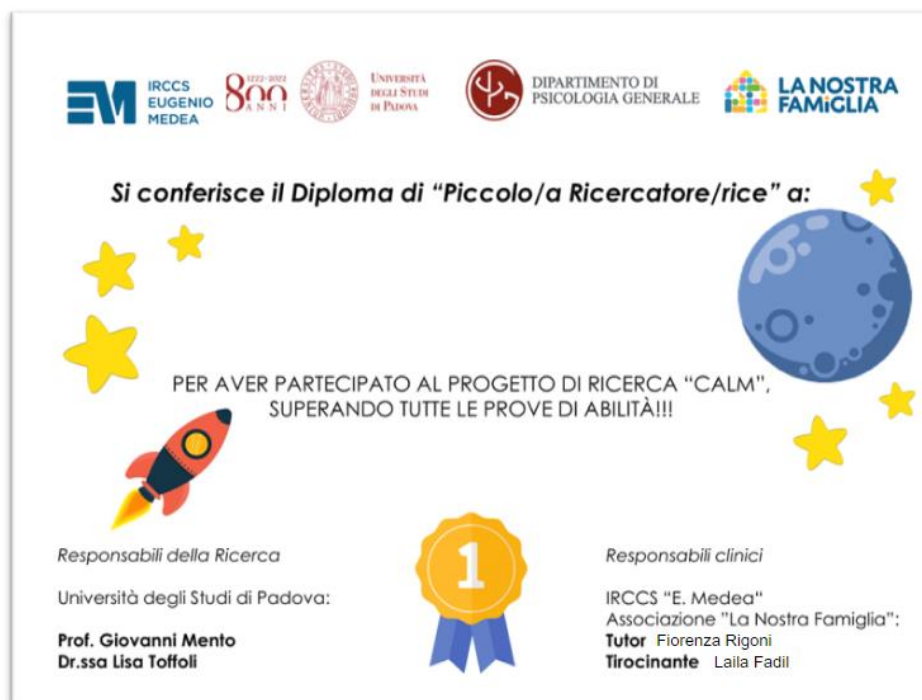 IRCCS
EUGENIO
MEDEA
1222-2022
800
ANNI
UNIVERSITÀ
DEGLI STUDI
DI PADOVA
DIPARTIMENTO DI
PSICOLOGIA GENERALE
LA NOSTRA
FAMiGLIA
Si conferisce il Diploma di “Piccolo/a Ricercatore/rice” a:
PER AVER PARTECIPATO AL PROGETTO DI RICERCA “CALM”,
SUPERANDO TUTTE LE PROVE DI ABILITÀ!!!
1
Responsabili della Ricerca
Università degli Studi di Padova:
Prof. Giovanni Mento
Dr.ssa Lisa Toffoli
Responsabili clinici
IRCCS “E. Medea“
Associazione “La Nostra Famiglia”:
Tutor Fiorenza Rigoni
Tirocinante Laila Fadil